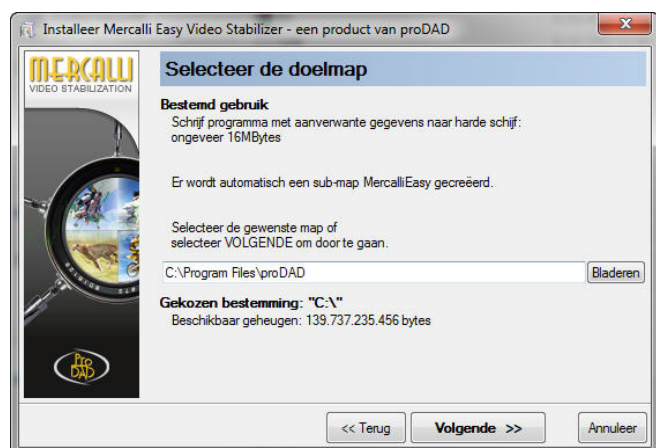 Installeer Mercalli Easy Video Stabilizer - een product van proDAD
MERCALLI
VIDEO STABILIZATION
Selecteer de doelmap
Bestemd gebruik
Schrijf programma met aanverwante gegevens naar harde schijf:
ongeveer 16MBytes
Er wordt automatisch een sub-map MercalliEasy gecreëerd.
Selecteer de gewenste map of
selecteer VOLGENDE om door te gaan.
C:\Program Files\proDAD
Bladeren
Gekozen bestemming: "C:\"
Beschikbaar geheugen: 139.737.235.456 bytes
PRO
DAD
<< Terug
Volgende >>
Annuleer